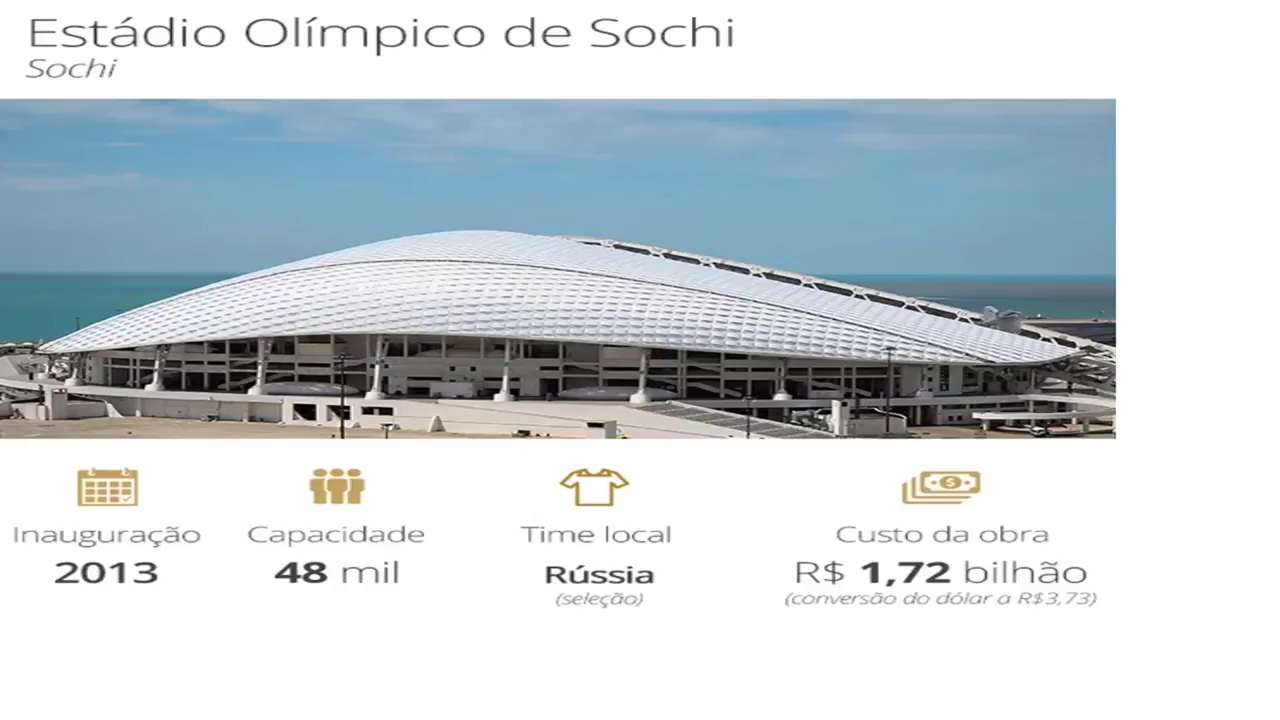 Estádio Olímpico de Sochi
Sochi
Inauguração
2013
Capacidade
48 mil
Time local
Rússia
(seleção)
Custo da obra
R$ 1,72 bilhão
(conversão do dólar a R$3,73)